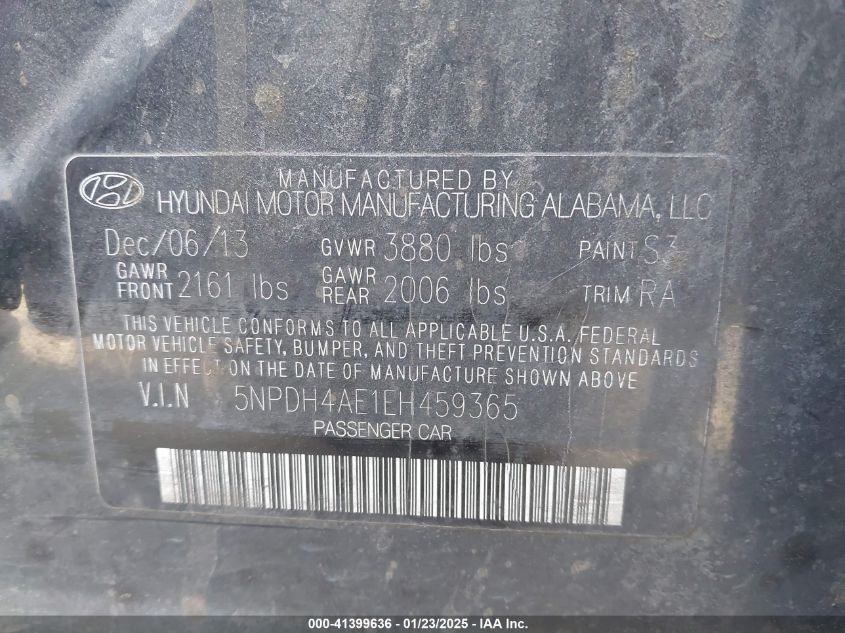 MANUFACTURED BY
HYUNDAI MOTOR MANUFACTURING ALABAMA, LLC
Dec/06/13 GVWR 3880 lbs PAINT S3
GAWR FRONT 2161 lbs GAWR REAR 2006 lbs TRIM RA
THIS VEHICLE CONFORMS TO ALL APPLICABLE U.S.A. FEDERAL
MOTOR VEHICLE SAFETY, BUMPER, AND THEFT PREVENTION STANDARDS
IN EFFECT ON THE DATE OF MANUFACTURE SHOWN ABOVE
V.I.N 5NPDH4AE1EH459365
PASSENGER CAR
000-41399636 - 01/23/2025 - IAA Inc.